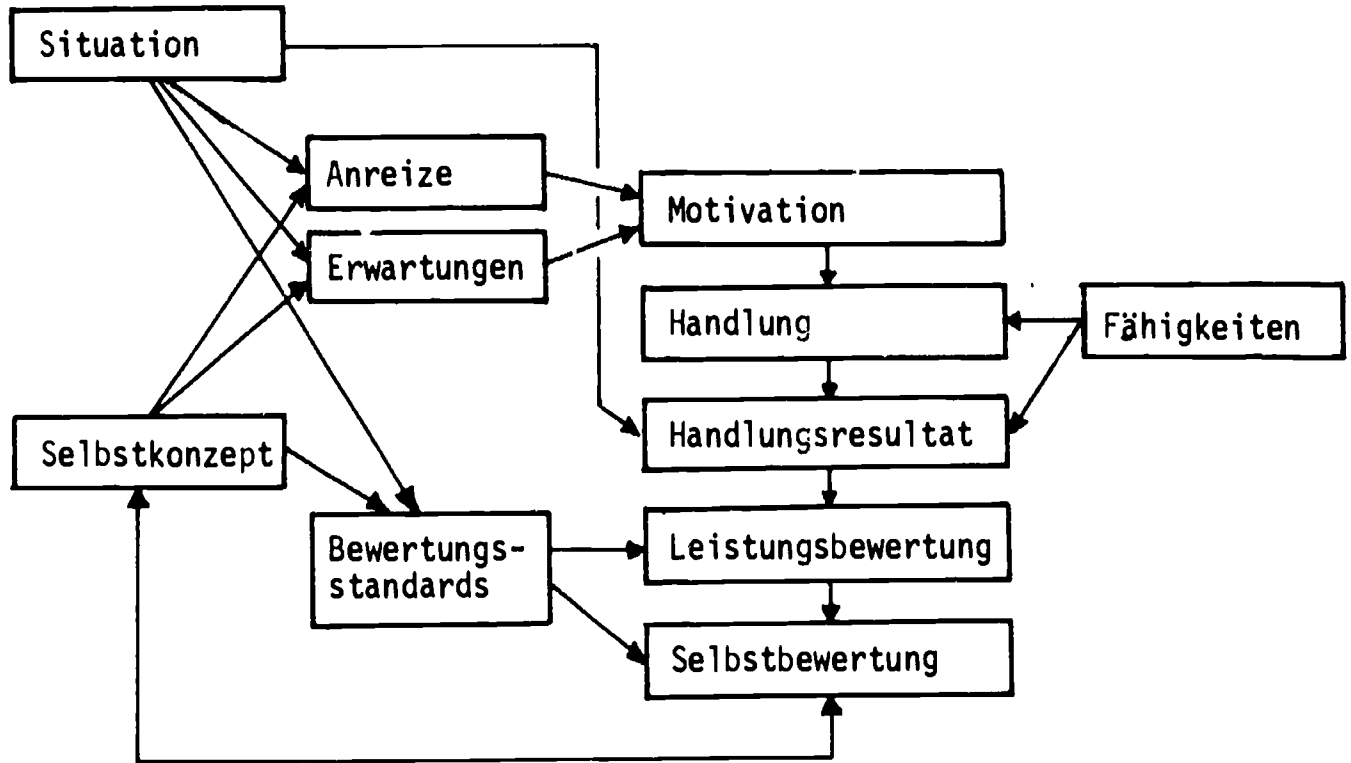 Situation
Anreize
Motivation
Erwartungen
Handlung
Fähigkeiten
Handlungsresultat
Selbstkonzept
Bewertungs-
standards
Leistungsbewertung
Selbstbewertung